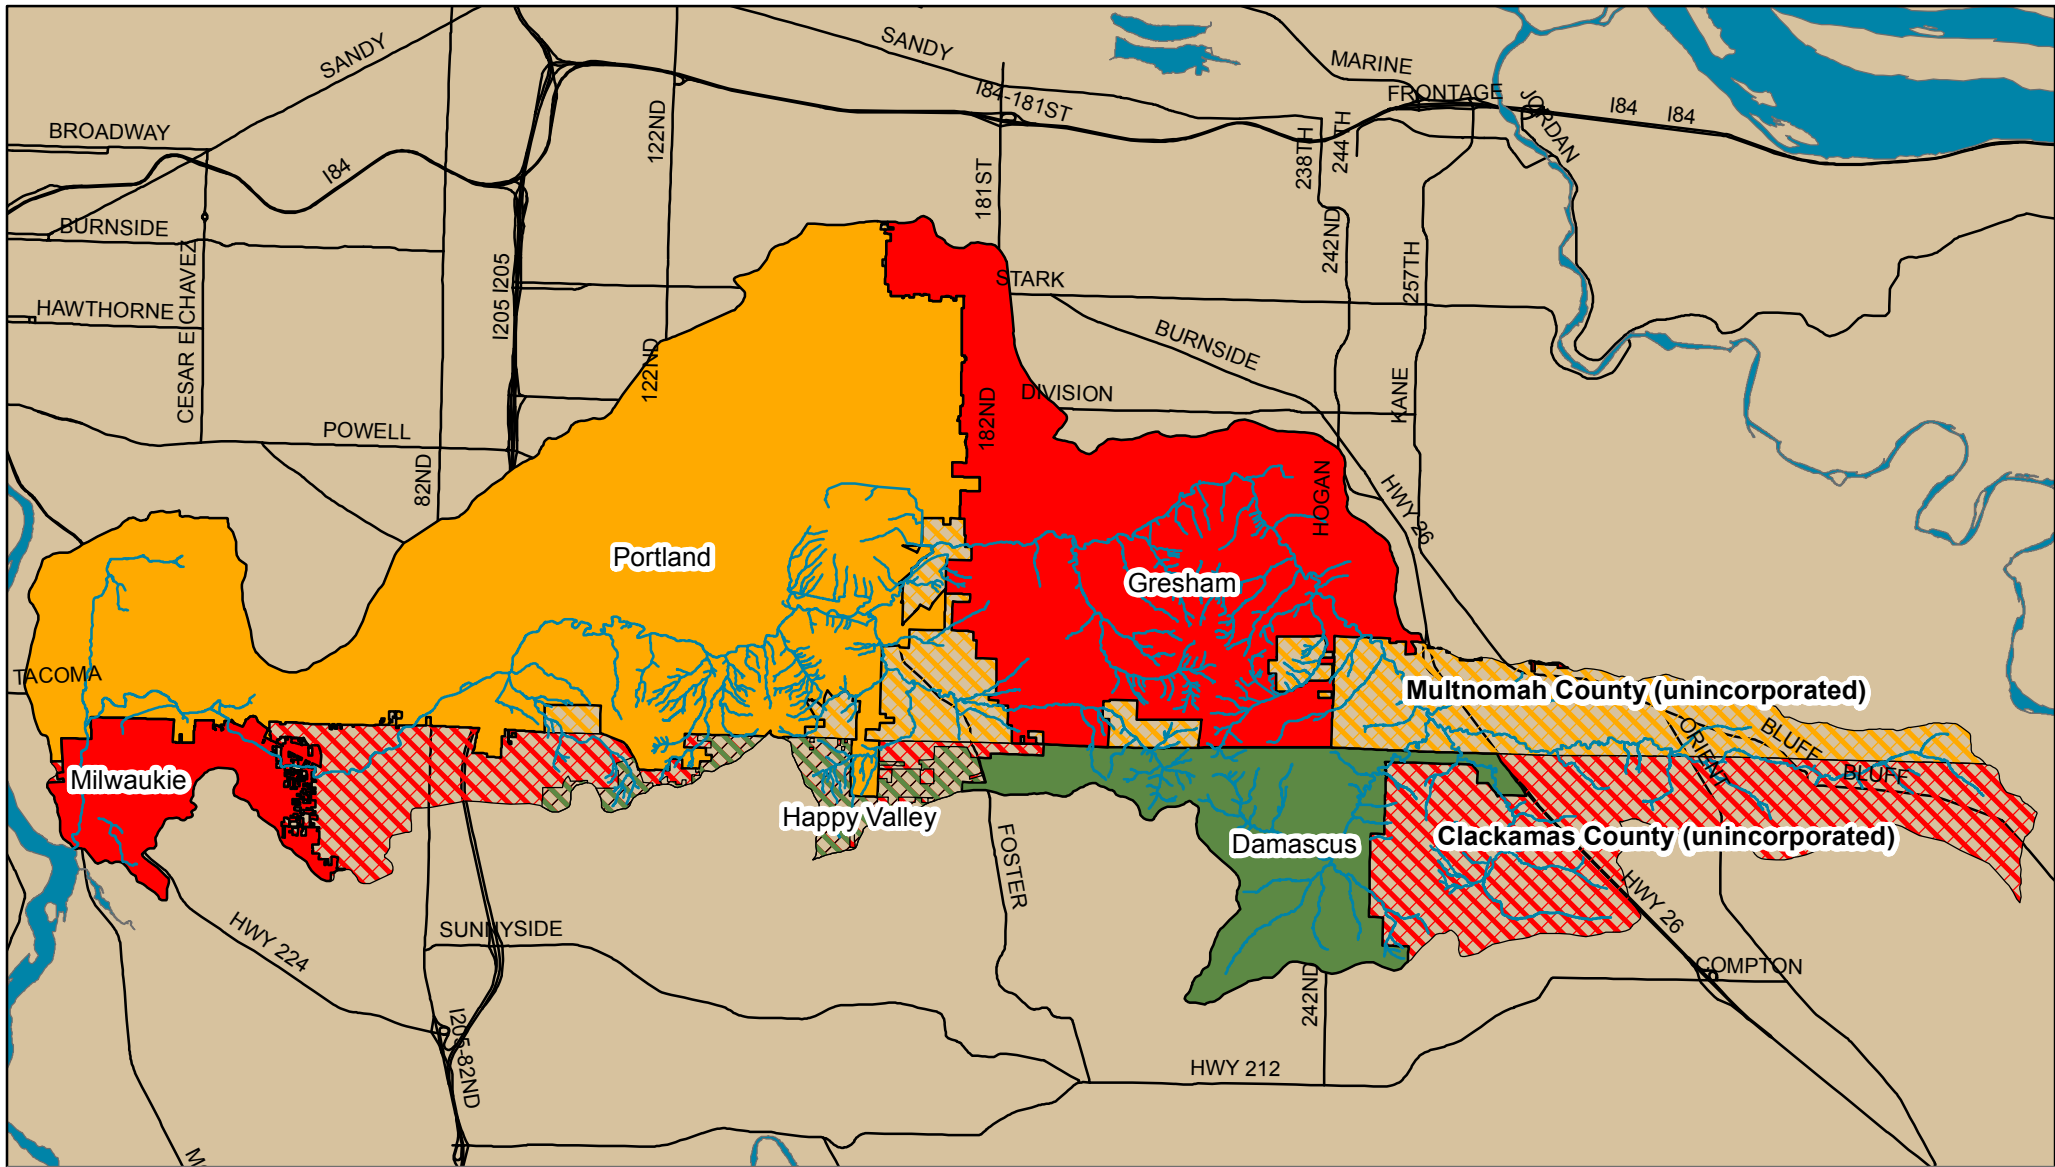 SANDY
SANDY
MARINE
FRONTAGE
I84-181ST
I84
I84
JORDAN
BROADWAY
122ND
238TH
244TH
I84
181ST
BURNSIDE
CESAR E CHAVEZ
I205 I205
242ND
257TH
STARK
HAWTHORNE
122ND
BURNSIDE
DIVISION
KANE
182ND
POWELL
82ND
HOGAN
HWY 26
Portland
Gresham
TACOMA
Multnomah County (unincorporated)
ORIENT
BLUFF
BLUFF
Milwaukie
Happy Valley
Damascus
Clackamas County (unincorporated)
FOSTER
HWY 26
HWY 224
SUNNYSIDE
COMPTON
242ND
I205-82ND
HWY 212